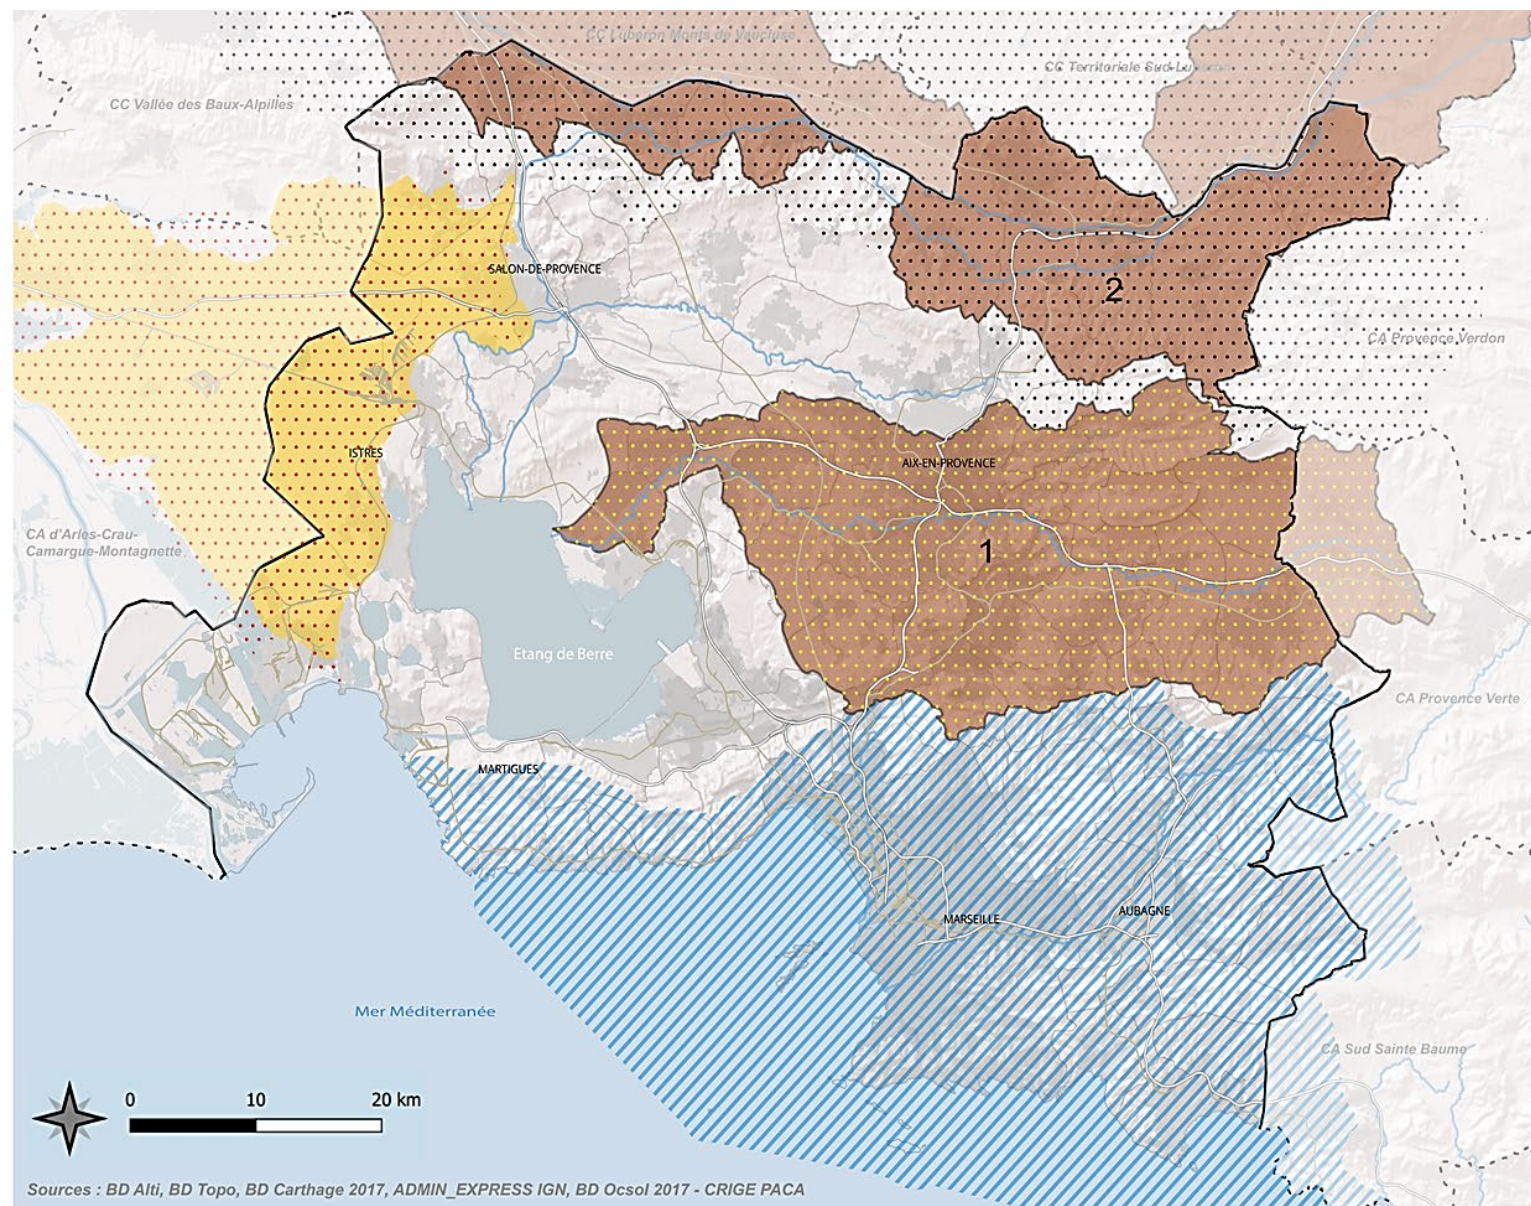 CC Luberon Monts de Vaucluse
CC Territoriale Sud-Luberon
CC Vallée des Baux-Alpilles
SALON-DE-PROVENCE
2
CA Provence Verdon
ISTRES
AIX-EN-PROVENCE
CA d'Arles-Crau-
Camargue-Montagnette
1
Etang de Berre
CA Provence Verte
MARTIGUES
MARSEILLE
AUBAGNE
Mer Méditerranée
CA Sud Sainte Baume
0 10 20 km
Sources : BD Alti, BD Topo, BD Carthage 2017, ADMIN_EXPRESS IGN, BD Ocsol 2017 - CRIGE PACA